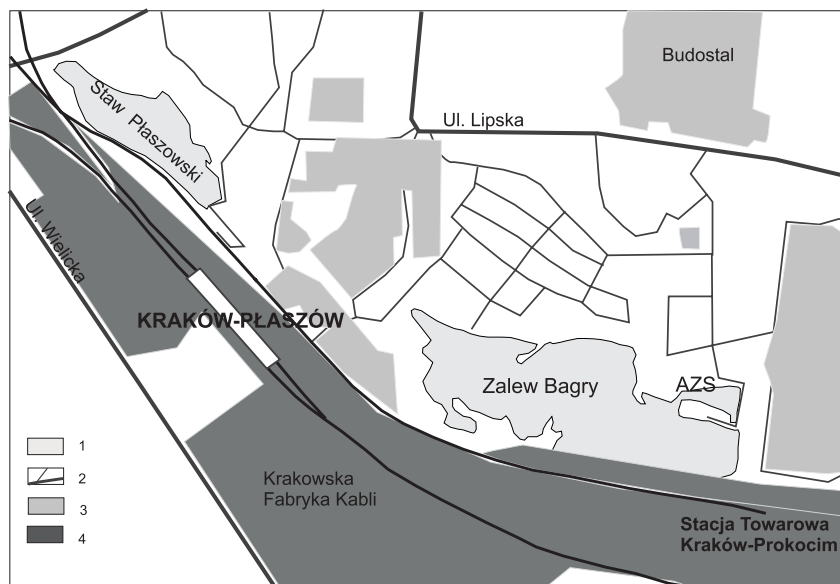 Budostal
Ul. Lipska
Staw Płaszowski
Ul. Wielicka
KRAKÓW-PŁASZÓW
Zalew Bagry
AZS
1
2
3
4
Krakowska
Fabryka Kabli
Stacja Towarowa
Kraków-Prokocim